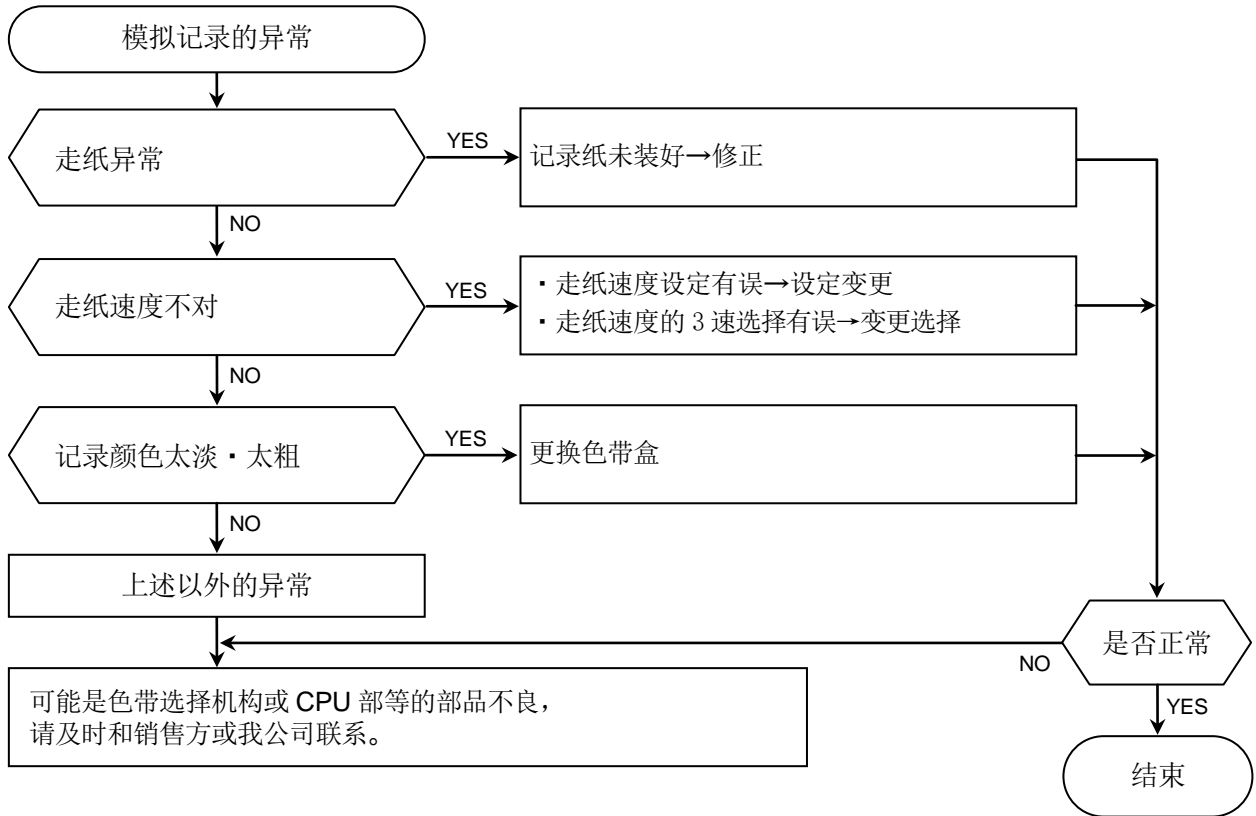 模拟记录的异常
走纸异常
YES
记录纸未装好→修正
NO
走纸速度不对
YES
・走纸速度设定有误→设定变更
・走纸速度的 3 速选择有误→变更选择
NO
记录颜色太淡・太粗
YES
更换色带盒
NO
上述以外的异常
是否正常
NO
可能是色带选择机构或 CPU 部等的部品不良，
请及时和销售方或我公司联系。
YES
结束